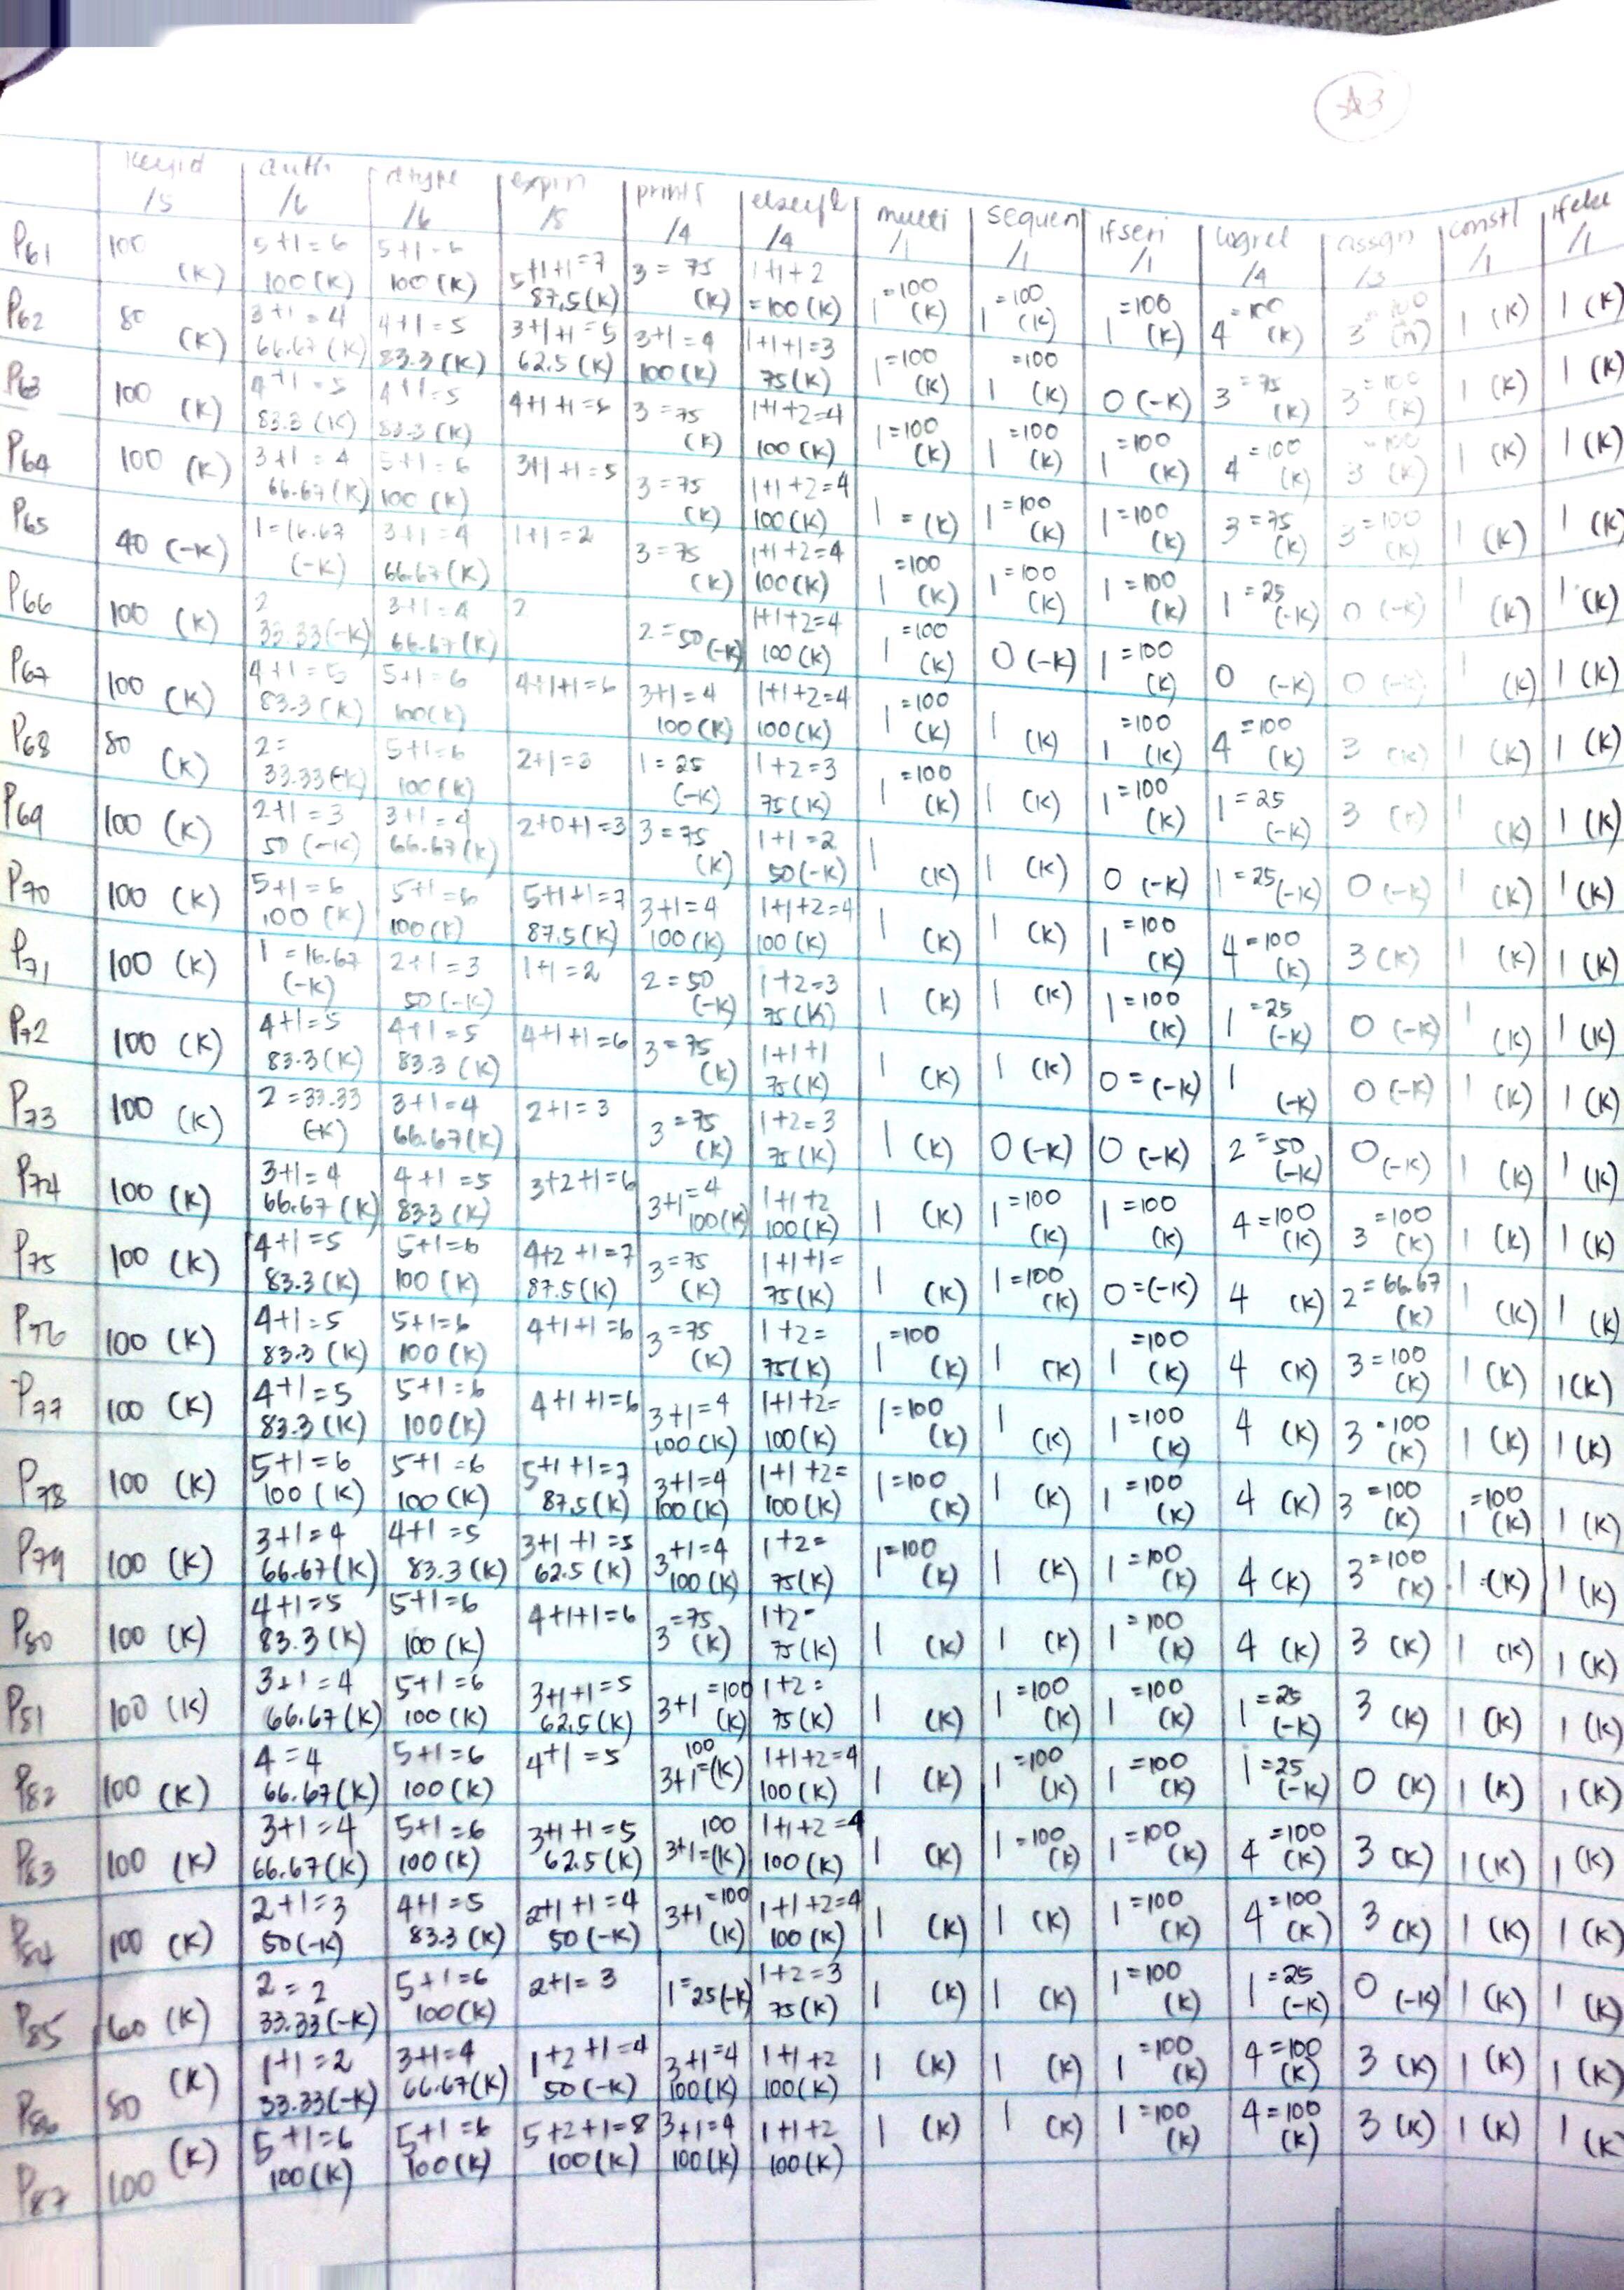 ☆3
Keyid auth dtype expin printf elseifl multi sequen ifseri logrel assgn constl ifelse
/5 /6 /6 /8 /4 /4 /1 /1 /1 /4 /3 /1 /1
P61 100 (K) 5+1=6 100(K) 5+1=6 100(K) 5+1+1=7 87.5(K) 3=75 (K) 1+1+2 =100(K) 1=100 (K) 1=100 (K) 1=100 (K) 4=100 (K) 3=100 (K) 1 (K) 1 (K)
P62 80 (K) 3+1=4 66.67(K) 4+1=5 83.3(K) 3+1+1=5 62.5(K) 3+1=4 100(K) 1+1+1=3 75(K) 1=100 (K) 1=100 (K) 0(-K) 3=75 (K) 3=100 (K) 1 (K) 1 (K)
P63 100 (K) 4+1=5 83.3(K) 4+1=5 83.3(K) 4+1+1=6 3=75 (K) 1+1+2=4 100(K) 1=100 (K) 1=100 (K) 1=100 (K) 4=100 (K) 3=100 (K) 1 (K) 1 (K)
P64 100 (K) 3+1=4 66.67(K) 5+1=6 100(K) 3+1+1=5 3=75 (K) 1+1+2=4 100(K) 1=(K) 1=100 (K) 1=100 (K) 3=75 (K) 3=100 (K) 1 (K) 1 (K)
P65 40(-K) 1=16.67 (-K) 3+1=4 66.67(K) 1+1=2 3=75 (K) 1+1+2=4 100(K) 1=100 (K) 1=100 (K) 1=100 (K) 1=25 (-K) 0(-K) 1 (K) 1 (K)
P66 100 (K) 2 33.33(-K) 3+1=4 66.67(K) 2 2=50(-K) 1+1+2=4 100(K) 1=100 (K) 0(-K) 1=100 (K) 0 (-K) 0(-K) 1 (K) 1(K)
P67 100 (K) 4+1=5 83.3(K) 5+1=6 100(K) 4+1+1=6 3+1=4 100(K) 1+1+2=4 100(K) 1=100 (K) 1 (K) 1=100 (K) 4=100 (K) 3 (K) 1 (K) 1(K)
P68 80 (K) 2= 33.33(-K) 5+1=6 100(K) 2+1=3 1=25 (-K) 1+2=3 75(K) 1=100 (K) 1 (K) 1=100 (K) 1=25 (-K) 3 (K) 1 (K) 1(K)
P69 100 (K) 2+1=3 50(-K) 3+1=4 66.67(K) 2+0+1=3 3=75 (K) 1+1=2 50(-K) 1 (K) 1 (K) 0(-K) 1=25(-K) 0(-K) 1 (K) 1(K)
P70 100 (K) 5+1=6 100(K) 5+1=6 100(K) 5+1+1=7 87.5(K) 3+1=4 100(K) 1+1+2=4 100(K) 1 (K) 1 (K) 1=100 (K) 4=100 (K) 3(K) 1 (K) 1(K)
P71 100 (K) 1=16.67 (-K) 2+1=3 50(-K) 1+1=2 2=50 (-K) 1+2=3 75(K) 1 (K) 1 (K) 1=100 (K) 1=25 (-K) 0(-K) 1 (K) 1(K)
P72 100 (K) 4+1=5 83.3(K) 4+1=5 83.3(K) 4+1+1=6 3=75 (K) 1+1+1 75(K) 1 (K) 1 (K) 0=(-K) 1 (-K) 0(-K) 1 (K) 1(K)
P73 100 (K) 2=33.33 (-K) 3+1=4 66.67(K) 2+1=3 3=75 (K) 1+2=3 75(K) 1 (K) 0(-K) 0(-K) 2=50 (-K) 0(-K) 1 (K) 1(K)
P74 100 (K) 3+1=4 66.67(K) 4+1=5 83.3(K) 3+2+1=6 3+1=4 100(K) 1+1+2 100(K) 1 (K) 1=100 (K) 1=100 (K) 4=100 (K) 3=100 (K) 1 (K) 1(K)
P75 100 (K) 4+1=5 83.3(K) 5+1=6 100(K) 4+2+1=7 87.5(K) 3=75 (K) 1+1+1= 75(K) 1 (K) 1=100 (K) 0=(-K) 4 (K) 2=66.67 (K) 1 (K) 1 (K)
P76 100 (K) 4+1=5 83.3(K) 5+1=6 100(K) 4+1+1=6 3=75 (K) 1+2= 75(K) 1=100 (K) 1 (K) 1=100 (K) 4 (K) 3=100 (K) 1 (K) 1(K)
P77 100 (K) 4+1=5 83.3(K) 5+1=6 100(K) 4+1+1=6 3+1=4 100(K) 1+1+2= 100(K) 1=100 (K) 1 (K) 1=100 (K) 4 (K) 3=100 (K) 1(K) 1(K)
P78 100 (K) 5+1=6 100(K) 5+1=6 100(K) 5+1+1=7 87.5(K) 3+1=4 100(K) 1+1+2= 100(K) 1=100 (K) 1 (K) 1=100 (K) 4 (K) 3=100 (K) 1=100 (K) 1(K)
P79 100 (K) 3+1=4 66.67(K) 4+1=5 83.3(K) 3+1+1=5 62.5(K) 3+1=4 100(K) 1+2= 75(K) 1=100 (K) 1 (K) 1=100 (K) 4(K) 3=100 (K) 1(K) 1(K)
P80 100 (K) 4+1=5 83.3(K) 5+1=6 100(K) 4+1+1=6 3=75 (K) 1+2= 75(K) 1 (K) 1 (K) 1=100 (K) 4 (K) 3 (K) 1 (K) 1(K)
P81 100 (K) 3+1=4 66.67(K) 5+1=6 100(K) 3+1+1=5 62.5(K) 3+1=100 (K) 1+2= 75(K) 1 (K) 1=100 (K) 1=100 (K) 1=25 (-K) 3 (K) 1(K) 1(K)
P82 100 (K) 4=4 66.67(K) 5+1=6 100(K) 4+1=5 100 3+1=(K) 1+1+2=4 100(K) 1 (K) 1=100 (K) 1=100 (K) 1=25 (-K) 0 (K) 1(K) 1(K)
P83 100 (K) 3+1=4 66.67(K) 5+1=6 100(K) 3+1+1=5 62.5(K) 100 3+1=(K) 1+1+2=4 100(K) 1 (K) 1=100 (K) 1=100 (K) 4=100 (K) 3 (K) 1(K) 1(K)
P84 100 (K) 2+1=3 50(-K) 4+1=5 83.3(K) 2+1+1=4 50(-K) 3+1=100 (K) 1+1+2=4 100(K) 1 (K) 1 (K) 1=100 (K) 4=100 (K) 3 (K) 1(K) 1(K)
P85 60 (K) 2=2 33.33(-K) 5+1=6 100(K) 2+1=3 1=25(-K) 1+2=3 75(K) 1 (K) 1 (K) 1=100 (K) 1=25 (-K) 0 (-K) 1(K) 1(K)
P86 80 (K) 1+1=2 33.33(-K) 3+1=4 66.67(K) 1+2+1=4 50(-K) 3+1=4 100(K) 1+1+2 100(K) 1 (K) 1 (K) 1=100 (K) 4=100 (K) 3 (K) 1(K) 1(K)
P87 100 (K) 5+1=6 100(K) 5+1=6 100(K) 5+2+1=8 100(K) 3+1=4 100(K) 1+1+2 100(K) 1 (K) 1 (K) 1=100 (K) 4=100 (K) 3(K) 1(K) 1(K)